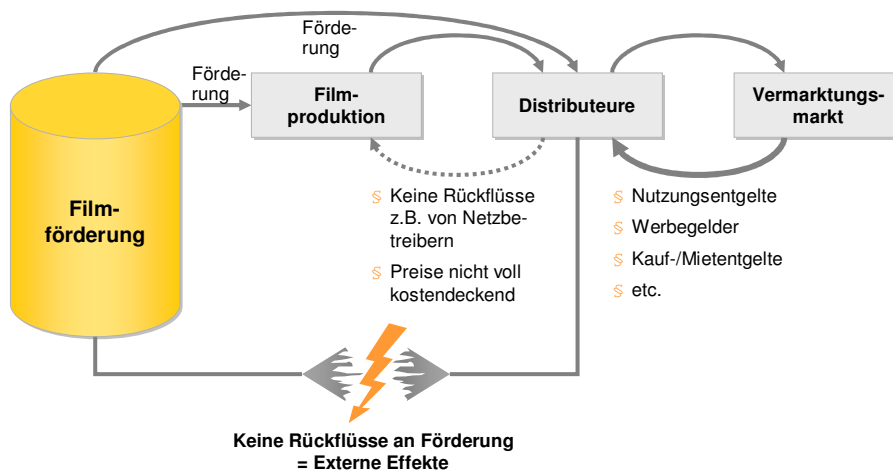 Förde-
rung
Förde-
rung
Film-
förderung
Film-
produktion
Distributeure
Vermarktungs-
markt
§ Keine Rückflüsse
z.B. von Netzbe-
treibern
§ Preise nicht voll
kostendeckend
§ Nutzungsentgelte
§ Werbegelder
§ Kauf-/Mietentgelte
§ etc.
Keine Rückflüsse an Förderung
= Externe Effekte